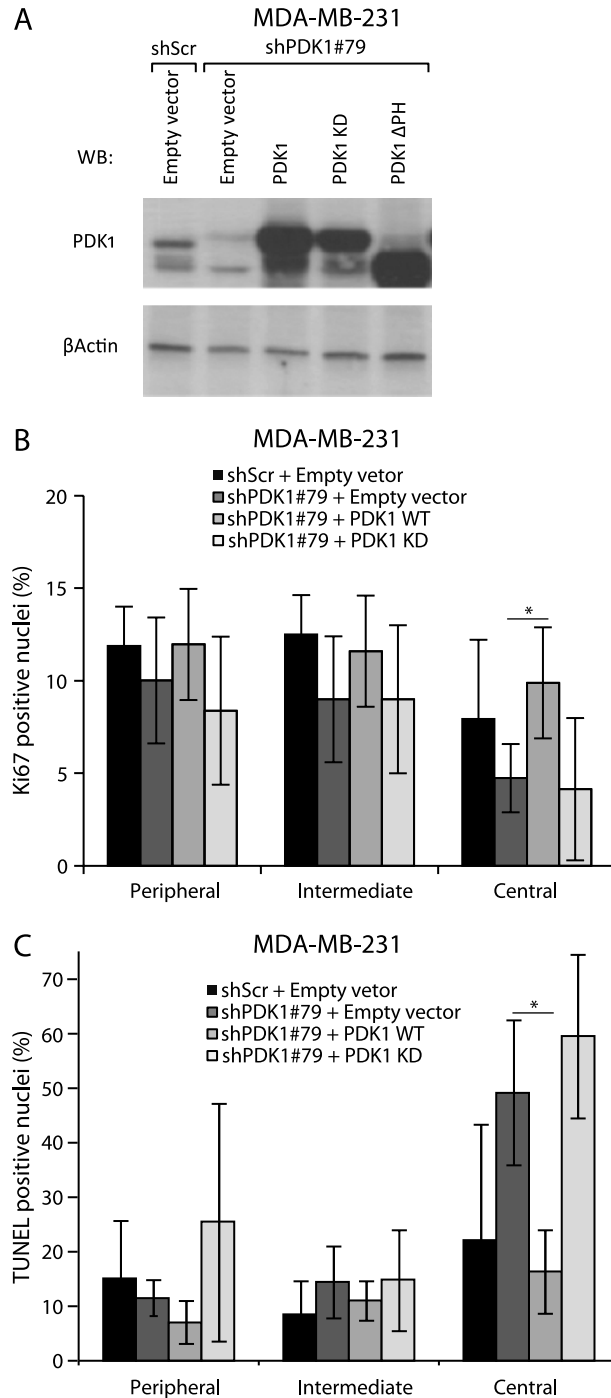 A
MDA-MB-231
shScr
shPDK1#79
WB:
Empty vector
Empty vector
PDK1
PDK1 KD
PDK1 ΔPH
PDK1
βActin
B
MDA-MB-231
shScr + Empty vetor
shPDK1#79 + Empty vector
shPDK1#79 + PDK1 WT
shPDK1#79 + PDK1 KD
Ki67 positive nuclei (%)
20
15
10
5
0
*
Peripheral
Intermediate
Central
C
MDA-MB-231
shScr + Empty vetor
shPDK1#79 + Empty vector
shPDK1#79 + PDK1 WT
shPDK1#79 + PDK1 KD
TUNEL positive nuclei (%)
70
60
50
40
30
20
10
0
*
Peripheral
Intermediate
Central